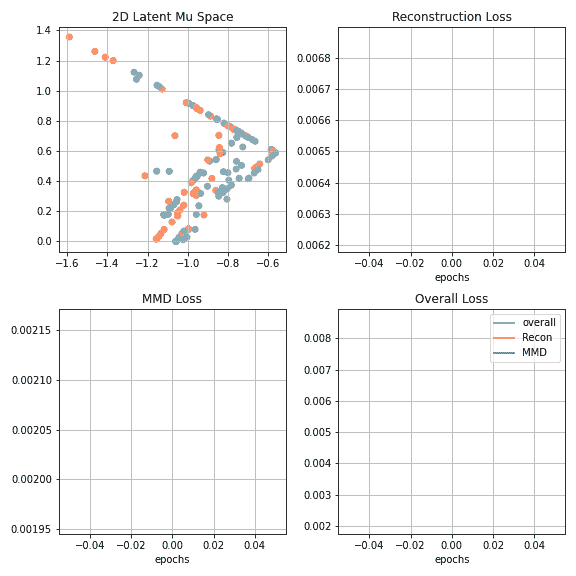 2D Latent Mu Space
1.4
1.2
1.0
0.8
0.6
0.4
0.2
0.0
−1.6 −1.4 −1.2 −1.0 −0.8 −0.6
Reconstruction Loss
0.0068
0.0067
0.0066
0.0065
0.0064
0.0063
0.0062
−0.04 −0.02 0.00 0.02 0.04
epochs
MMD Loss
0.00215
0.00210
0.00205
0.00200
0.00195
−0.04 −0.02 0.00 0.02 0.04
epochs
Overall Loss
overall
Recon
MMD
0.008
0.007
0.006
0.005
0.004
0.003
0.002
−0.04 −0.02 0.00 0.02 0.04
epochs